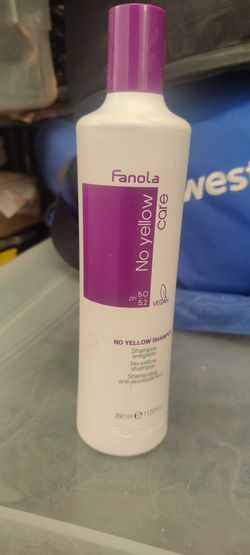 Fanola
No yellow
care
pH 5.0
5.2
VEGAN
NO YELLOW SHAMPOO
Shampoo
antigiallo
No-yellow
shampoo
Shampooing
anti-jaunissement
350 ml e
Fanola
west